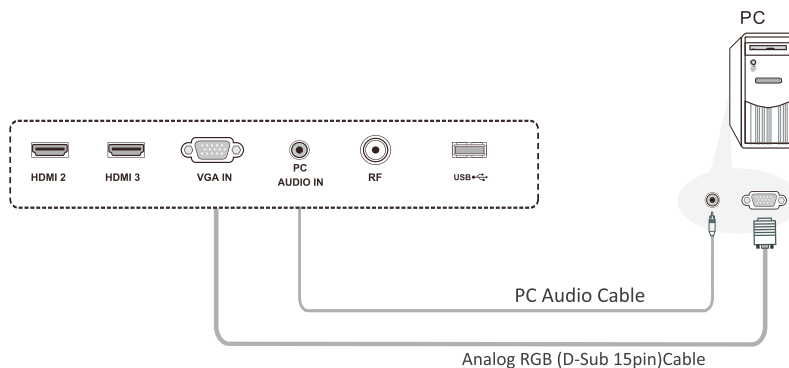 PC
HDMI 2
HDMI 3
VGA IN
PC
AUDIO IN
RF
USB
PC Audio Cable
Analog RGB (D-Sub 15pin)Cable